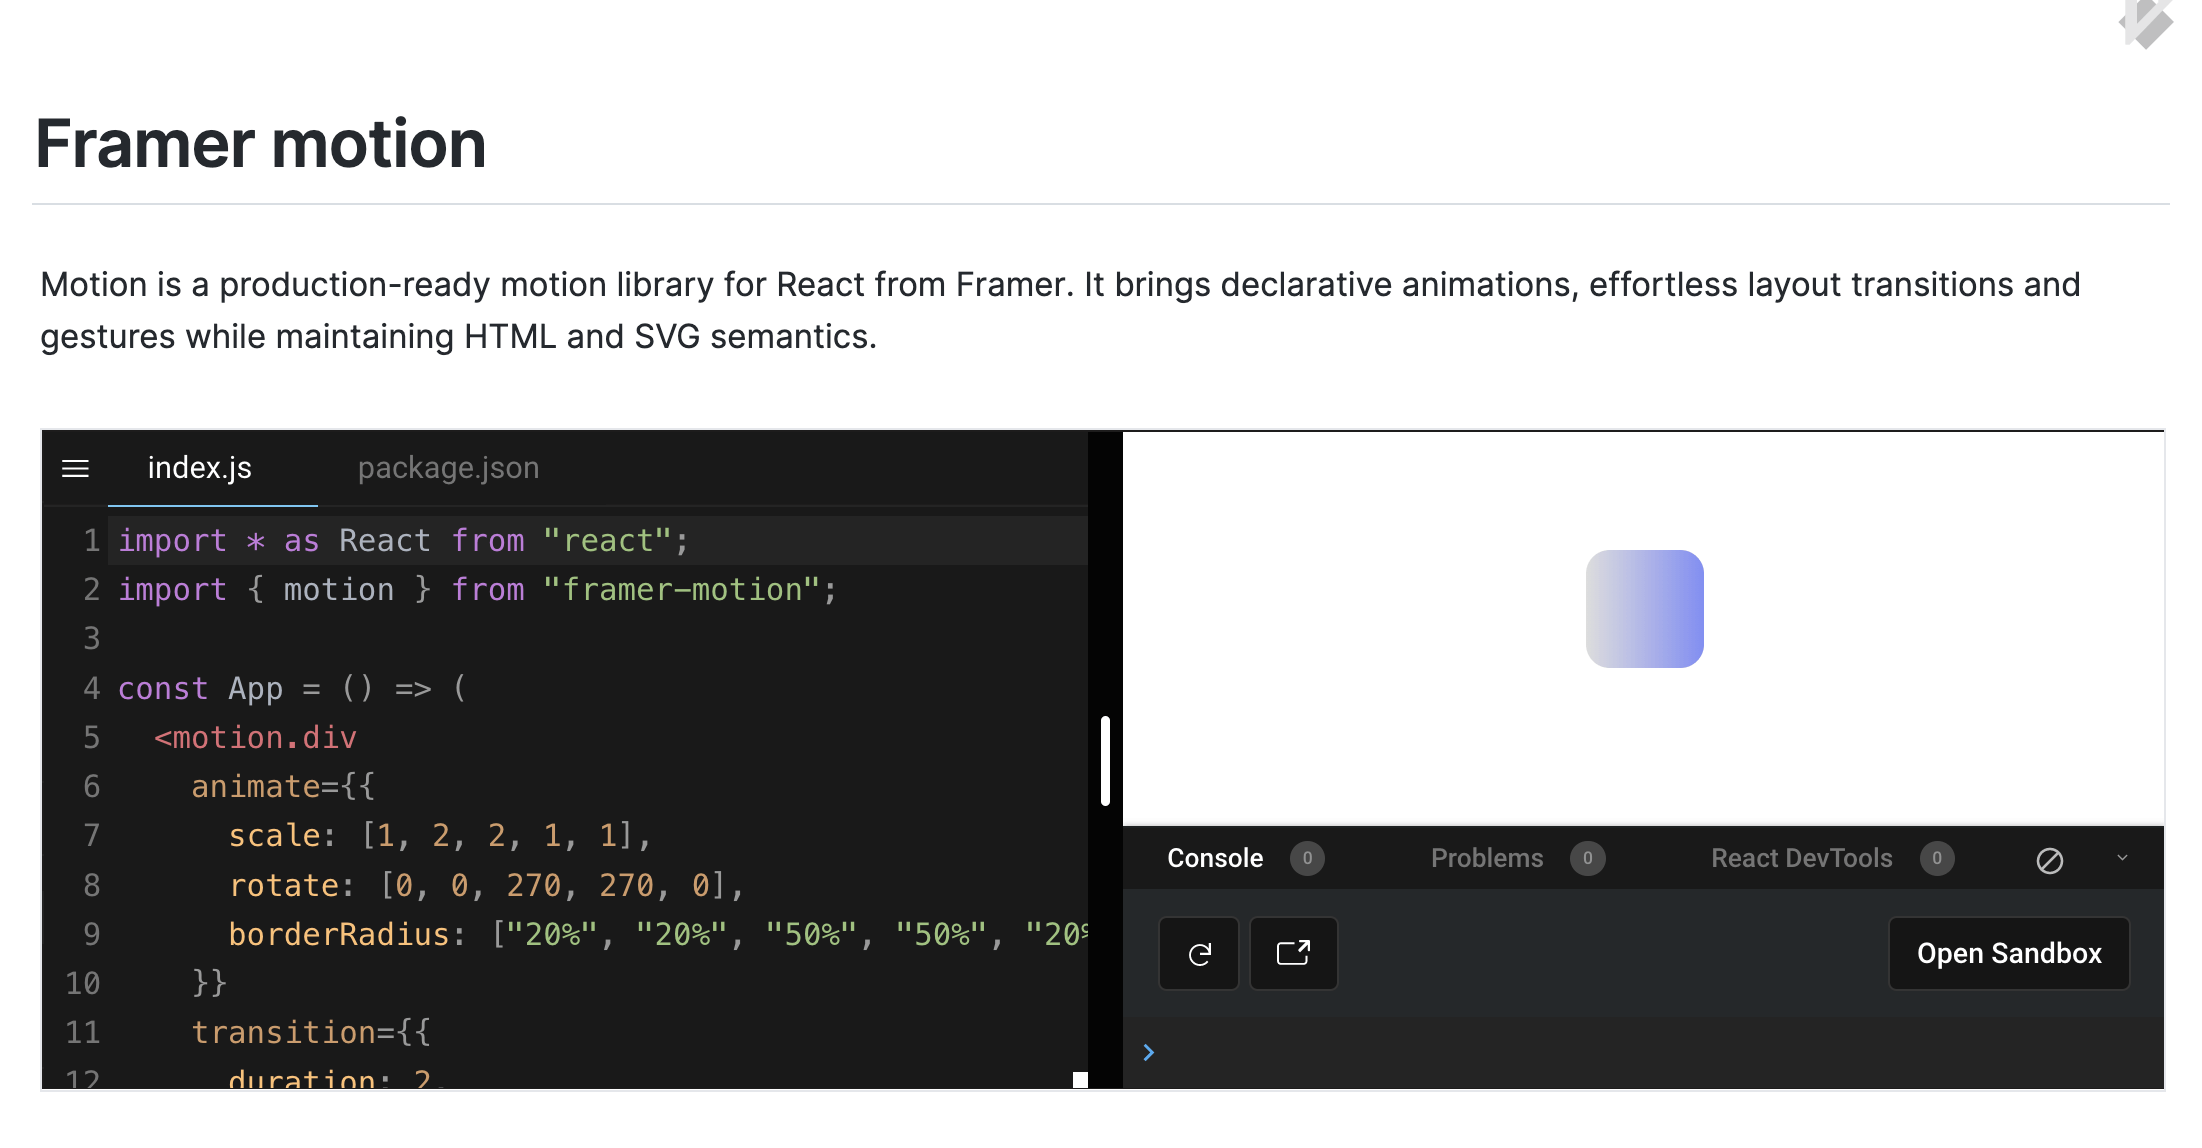 Framer motion
Motion is a production-ready motion library for React from Framer. It brings declarative animations, effortless layout transitions and
gestures while maintaining HTML and SVG semantics.
index.js package.json
1 import * as React from "react";
2 import { motion } from "framer-motion";
3
4 const App = () => (
5 <motion.div
6 animate={{
7 scale: [1, 2, 2, 1, 1],
8 rotate: [0, 0, 270, 270, 0],
9 borderRadius: ["20%", "20%", "50%", "50%", "20%
10 }}
11 transition={{
12 duration: 2,
Console 0 Problems 0 React DevTools 0
Open Sandbox